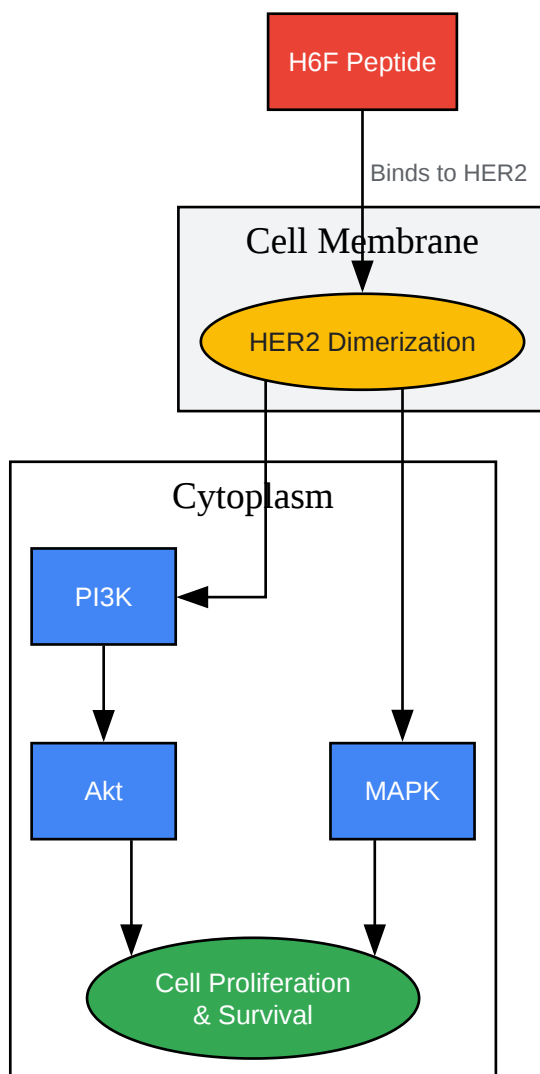 H6F Peptide
Binds to HER2
Cell Membrane
HER2 Dimerization
Cytoplasm
PI3K
Akt
MAPK
Cell Proliferation
& Survival